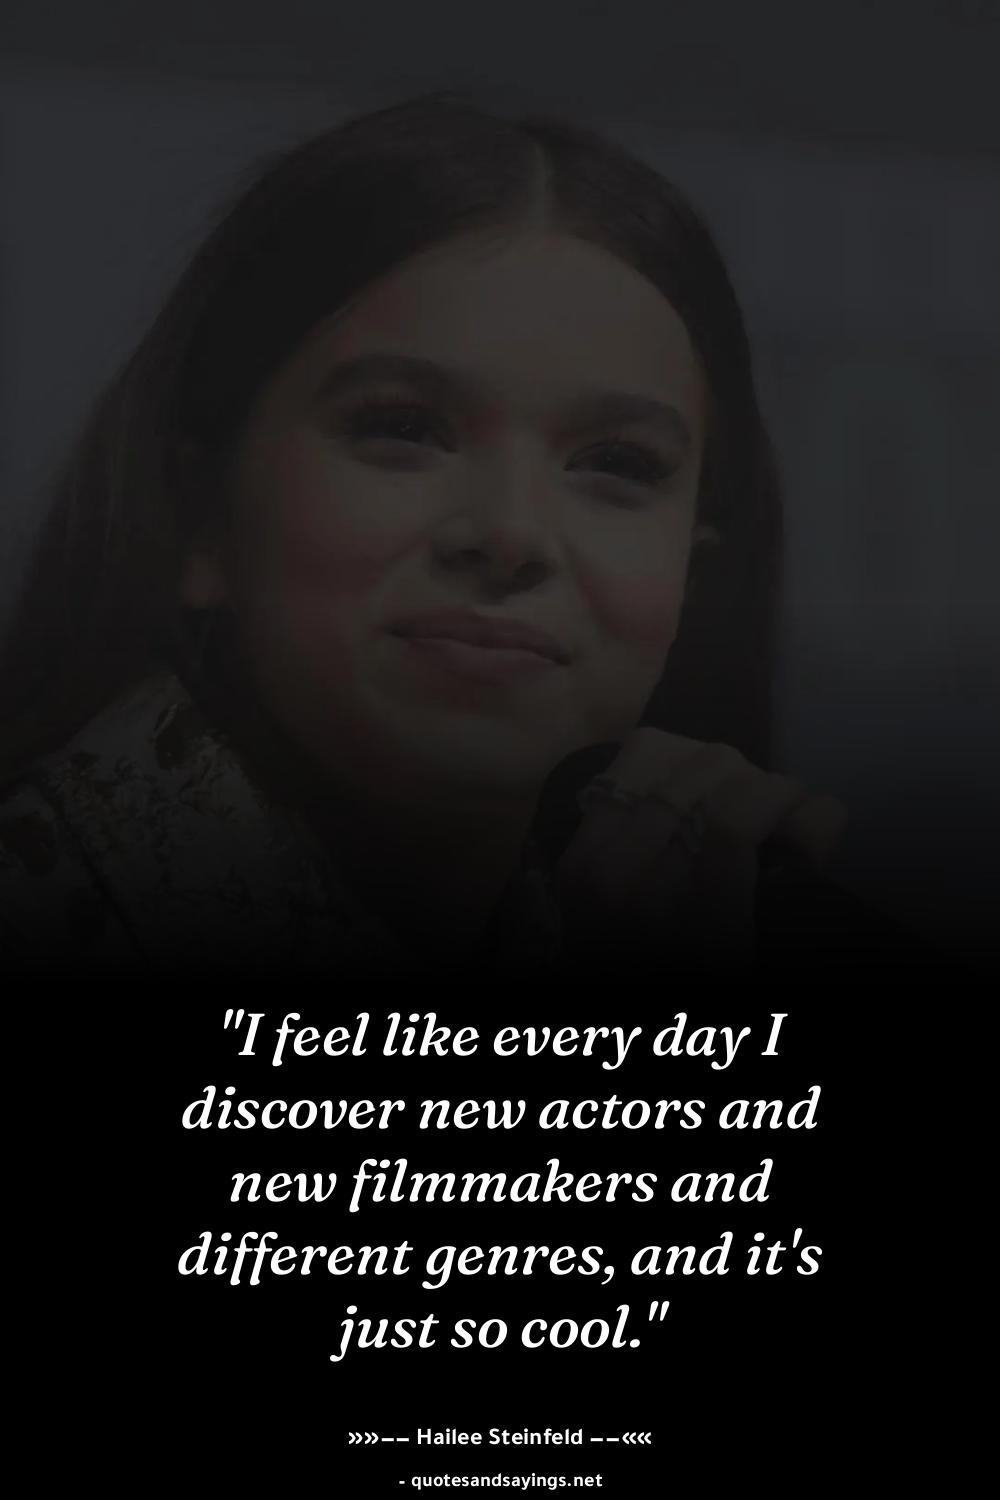 "I feel like every day I
discover new actors and
new filmmakers and
different genres, and it's
just so cool."
»»−− Hailee Steinfeld −−««
- quotesandsayings.net